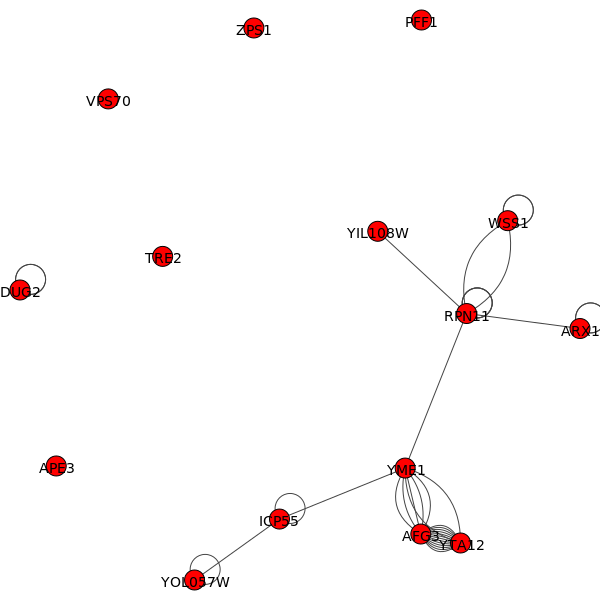 PFF1
ZPS1
VPS70
WSS1
YIL108W
TRE2
DUG2
RPN11
ARX1
APE3
YME1
ICP55
AFG3
YTA12
YOL057W